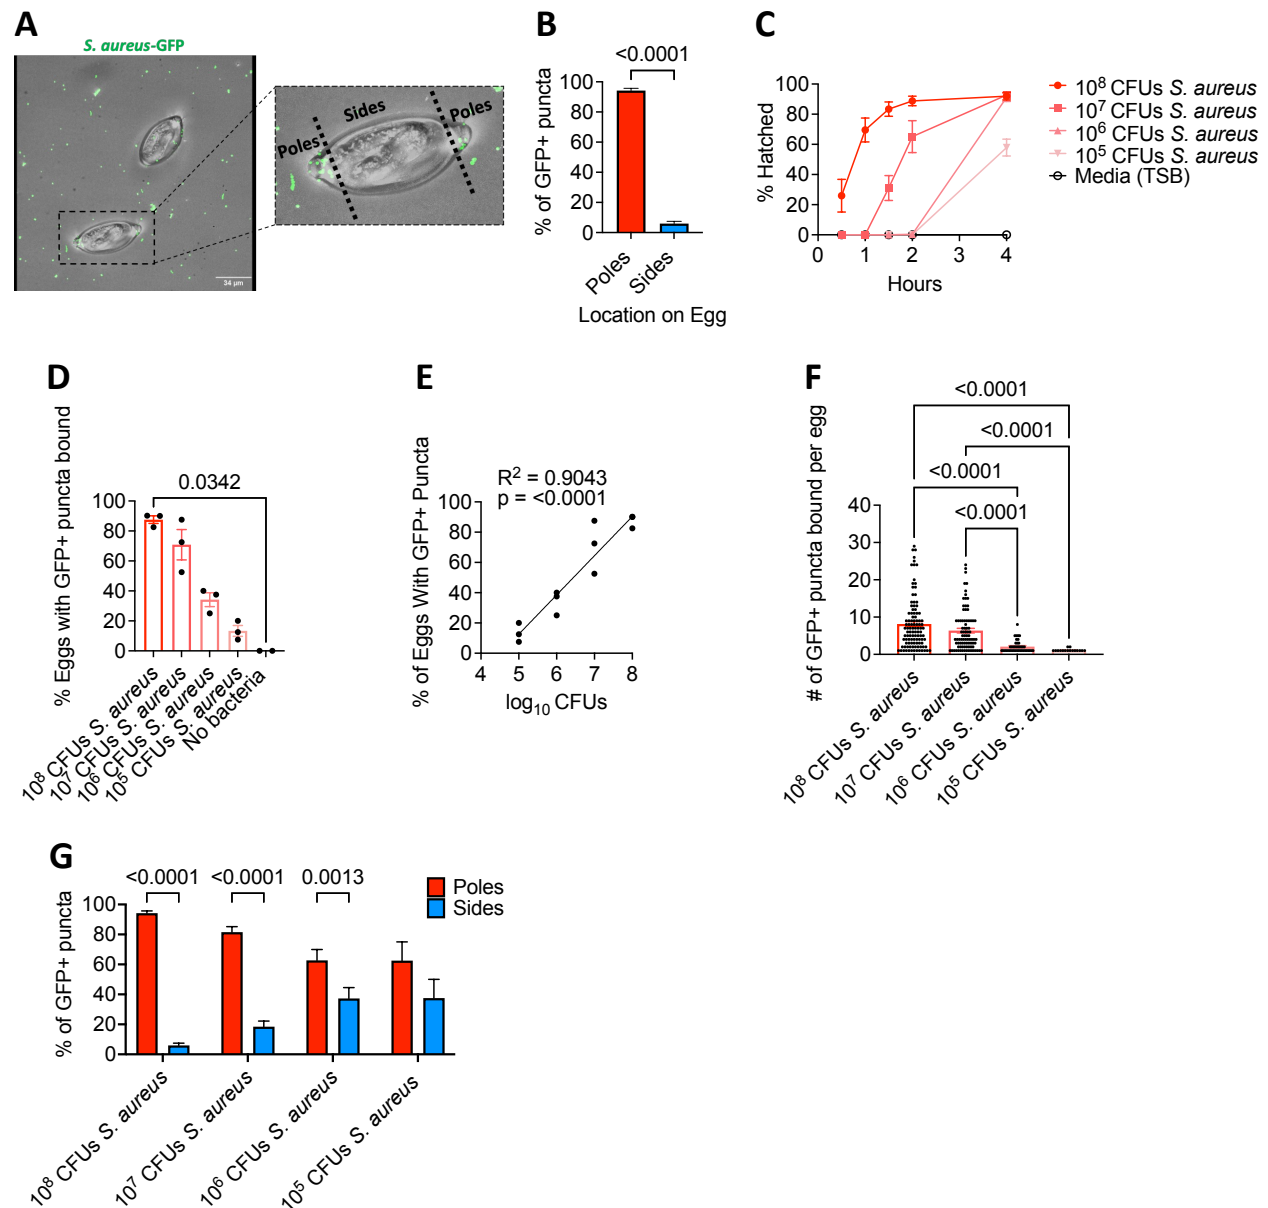 A
S. aureus-GFP
Poles
Sides
Poles
34 µm
B
<0.0001
% of GFP+ puncta
100
80
60
40
20
0
Poles
Sides
Location on Egg
C
% Hatched
100
80
60
40
20
0
0
1
2
3
4
Hours
10⁸ CFUs S. aureus
10⁷ CFUs S. aureus
10⁶ CFUs S. aureus
10⁵ CFUs S. aureus
Media (TSB)
D
% Eggs with GFP+ puncta bound
0.0342
100
80
60
40
20
0
10⁸ CFUs S. aureus
10⁷ CFUs S. aureus
10⁶ CFUs S. aureus
10⁵ CFUs S. aureus
No bacteria
E
% of Eggs With GFP+ Puncta
R² = 0.9043
p = <0.0001
100
80
60
40
20
0
4
5
6
7
8
log₁₀ CFUs
F
# of GFP+ puncta bound per egg
<0.0001
<0.0001
<0.0001
<0.0001
40
30
20
10
0
10⁸ CFUs S. aureus
10⁷ CFUs S. aureus
10⁶ CFUs S. aureus
10⁵ CFUs S. aureus
G
% of GFP+ puncta
<0.0001
<0.0001
0.0013
Poles
Sides
100
80
60
40
20
0
10⁸ CFUs S. aureus
10⁷ CFUs S. aureus
10⁶ CFUs S. aureus
10⁵ CFUs S. aureus